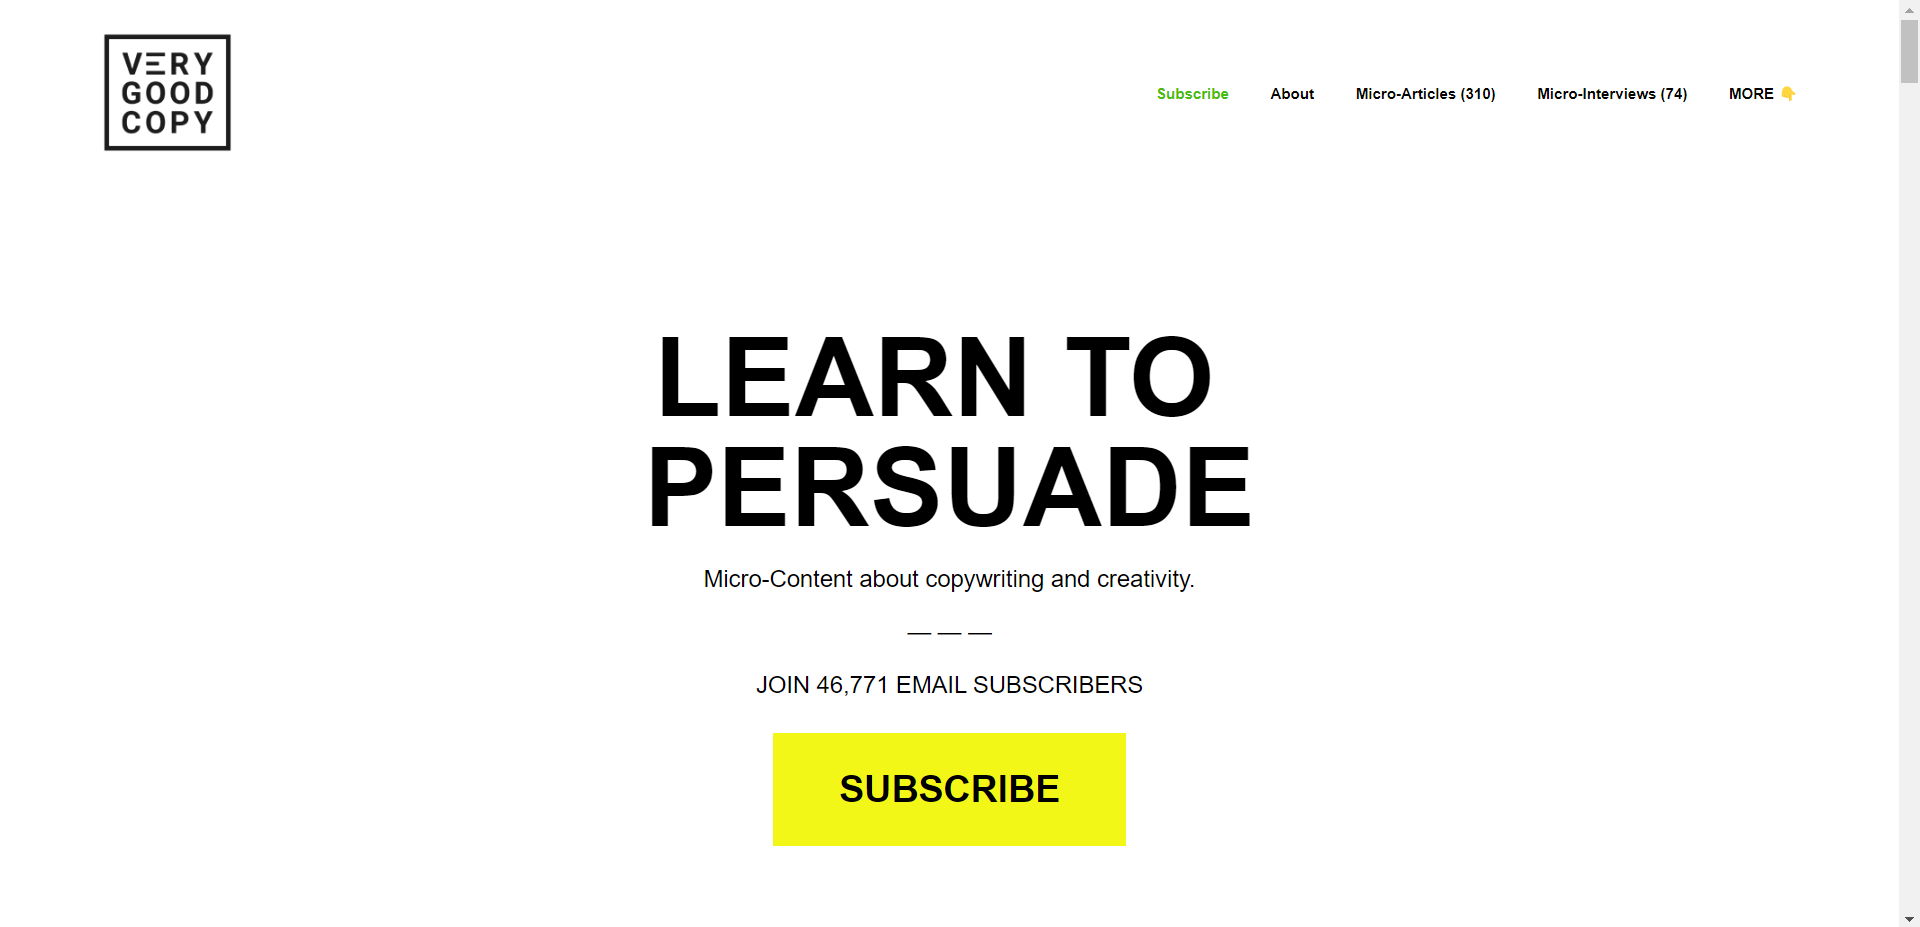 VERY
GOOD
COPY
Subscribe About Micro-Articles (310) Micro-Interviews (74) MORE 👇
LEARN TO
PERSUADE
Micro-Content about copywriting and creativity.
— — —
JOIN 46,771 EMAIL SUBSCRIBERS
SUBSCRIBE